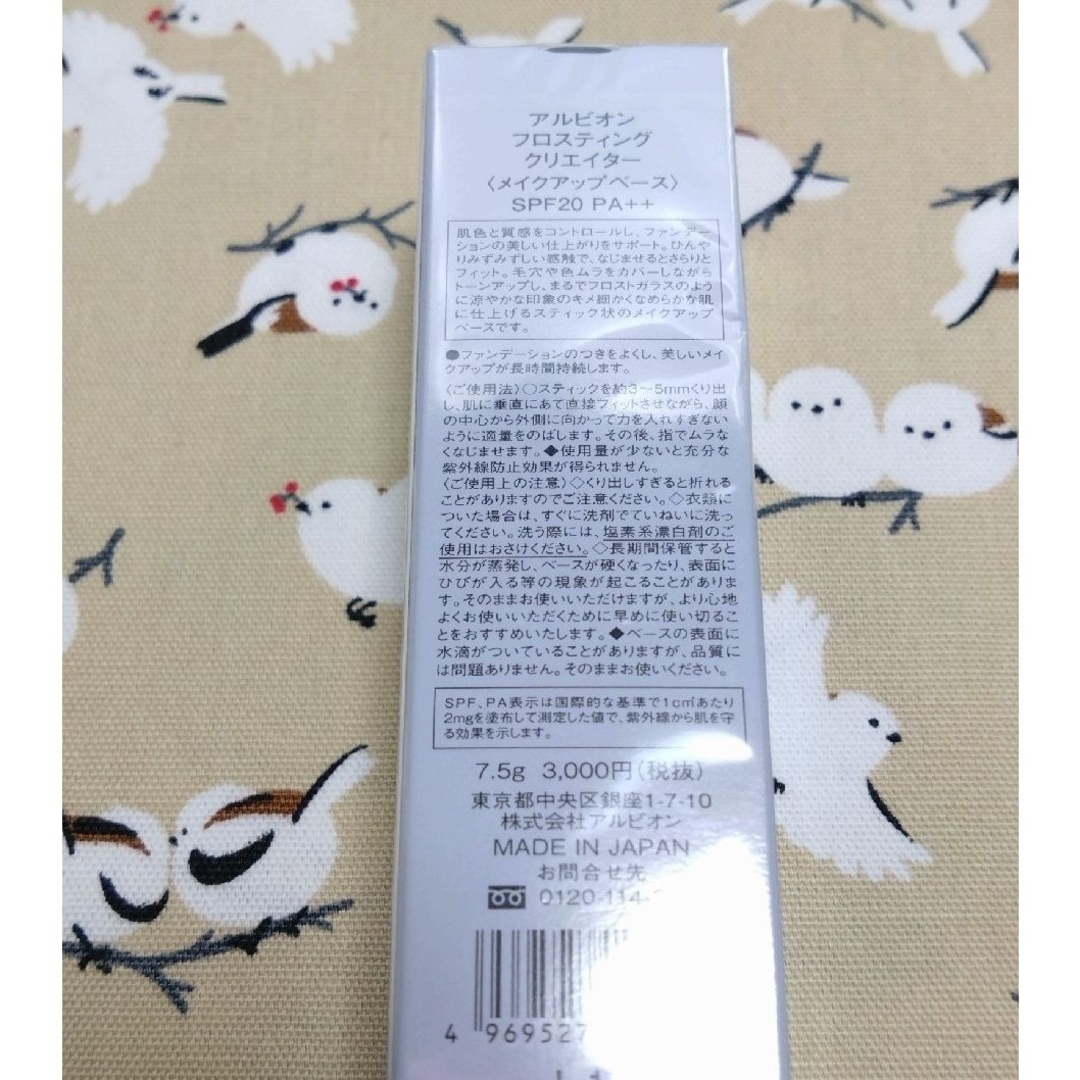 アルビオン
フロスティング
クリエイター
〈メイクアップベース〉
SPF20 PA++
肌色と質感をコントロールし、ファンデー
ションの美しい仕上がりをサポート。ひんや
りみずみずしい感触で、なじませるとさらりと
フィット。毛穴や色ムラをカバーしながら
トーンアップし、まるでフロストガラスのよう
に涼やかな印象のキメ細かくなめらかな肌
に仕上げるスティック状のメイクアップ
ベースです。
●ファンデーションのつきをよくし、美しいメイ
クアップが長時間持続します。
〈ご使用法〉○スティックを約3〜5mmくり出
し、肌に垂直にあて直接フィットさせながら、顔
の中心から外側に向かって力を入れすぎない
ように適量をのばします。その後、指でムラな
くなじませます。◆使用量が少ないと充分な
紫外線防止効果が得られません。
〈ご使用上の注意〉◇くり出しすぎると折れる
ことがありますのでご注意ください。◇衣類に
ついた場合は、すぐに洗剤でていねいに洗っ
てください。洗う際には、塩素系漂白剤のご
使用はおさけください。◇長期間保管すると
水分が蒸発し、ベースが硬くなったり、表面に
ひびが入る等の現象が起こることがありま
す。そのままお使いいただけますが、より心地
よくお使いいただくために早めに使い切るこ
とをおすすめいたします。◆ベースの表面に
水滴がついていることがありますが、品質に
は問題ありません。そのままお使いください。
SPF、PA表示は国際的な基準で1c㎡あたり
2mgを塗布して測定した値で、紫外線から肌を守
る効果を示します。
7.5g 3,000円(税抜)
東京都中央区銀座1-7-10
株式会社アルビオン
MADE IN JAPAN
お問合せ先
0120-114-
4 969527